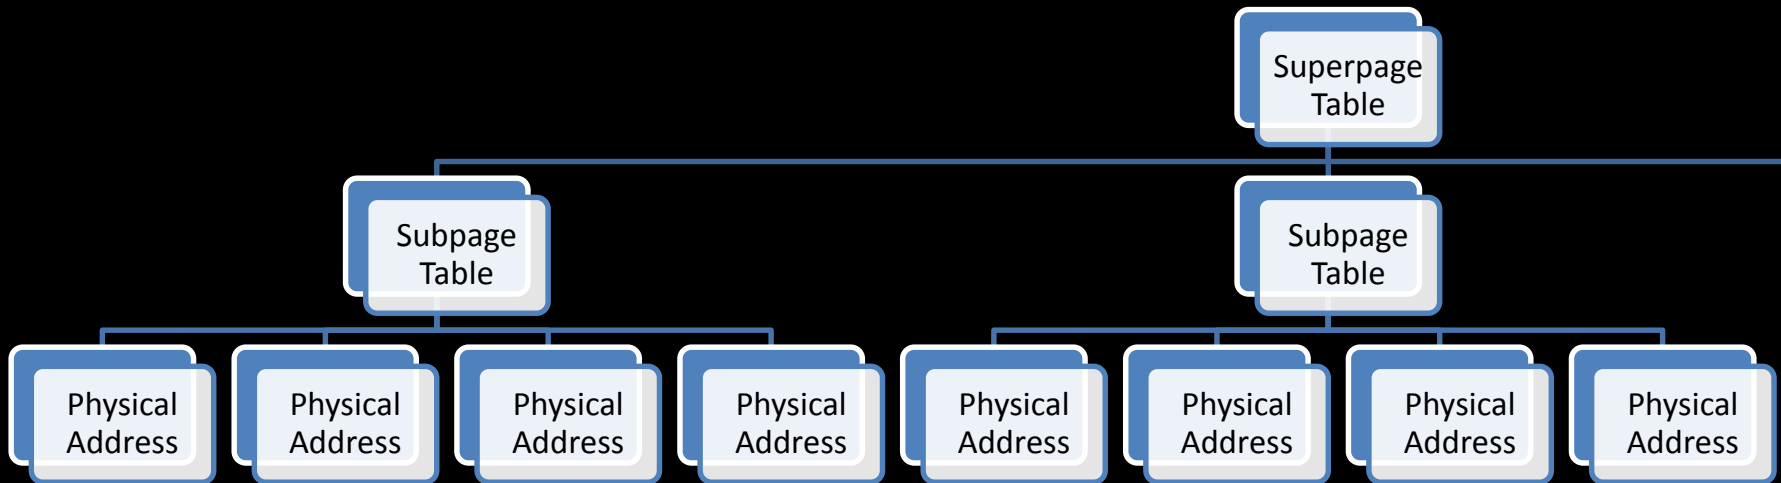 Superpage
Table
Subpage
Table
Subpage
Table
Physical
Address
Physical
Address
Physical
Address
Physical
Address
Physical
Address
Physical
Address
Physical
Address
Physical
Address